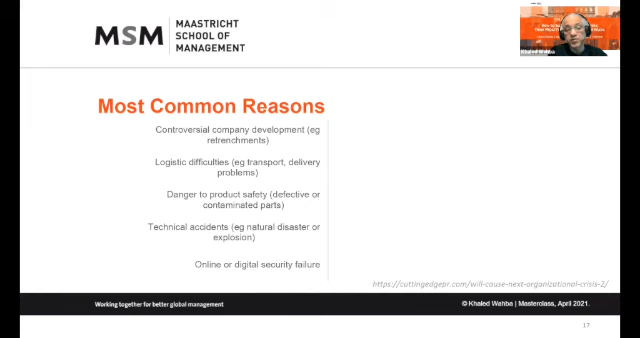 MSM
MAASTRICHT
SCHOOL OF
MANAGEMENT
Khaled Wahba
Most Common Reasons
Controversial company development (eg
retrenchments)
Logistic difficulties (eg transport, delivery
problems)
Danger to product safety (defective or
contaminated parts)
Technical accidents (eg natural disaster or
explosion)
Online or digital security failure
https://cuttingedgepr.com/will-cause-next-organizational-crisis-2/
Working together for better global management
© Khaled Wahba | Masterclass, April 2021.
17